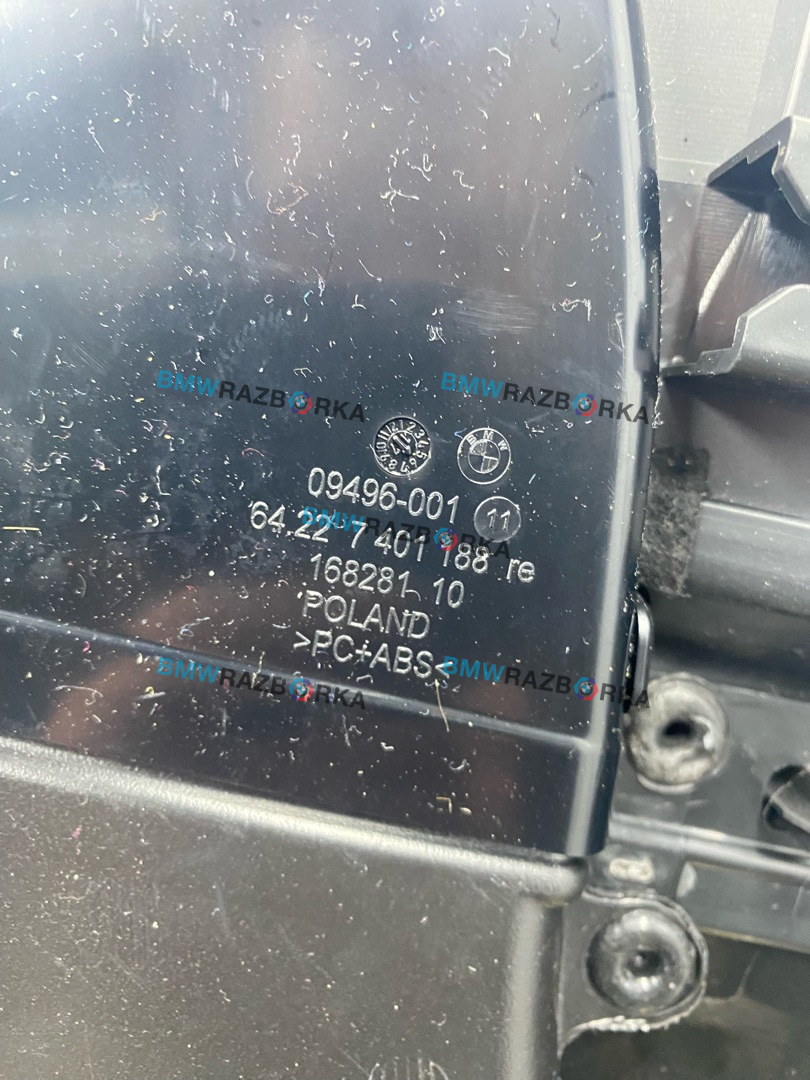 BMWRAZBORKA BMWRAZBORKA
BMW
09496-001 11
64.22 7 401 188 re
BMWRAZBORKA
168281 10
POLAND
>PC+ABS<
BMWRAZBORKA BMWRAZBORKA